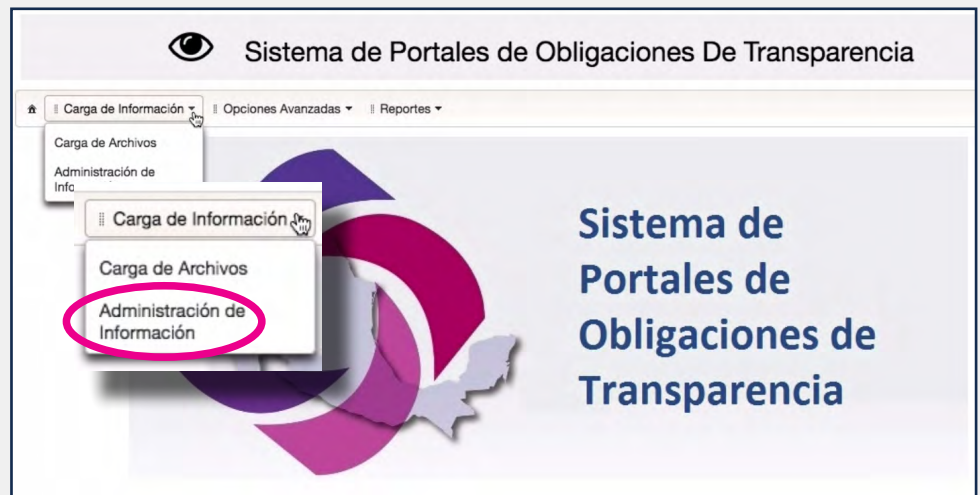 Sistema de Portales de Obligaciones De Transparencia
Carga de Información
Opciones Avanzadas
Reportes
Carga de Archivos
Administración de
Carga de Información
Carga de Archivos
Administración de
Información
Sistema de
Portales de
Obligaciones de
Transparencia